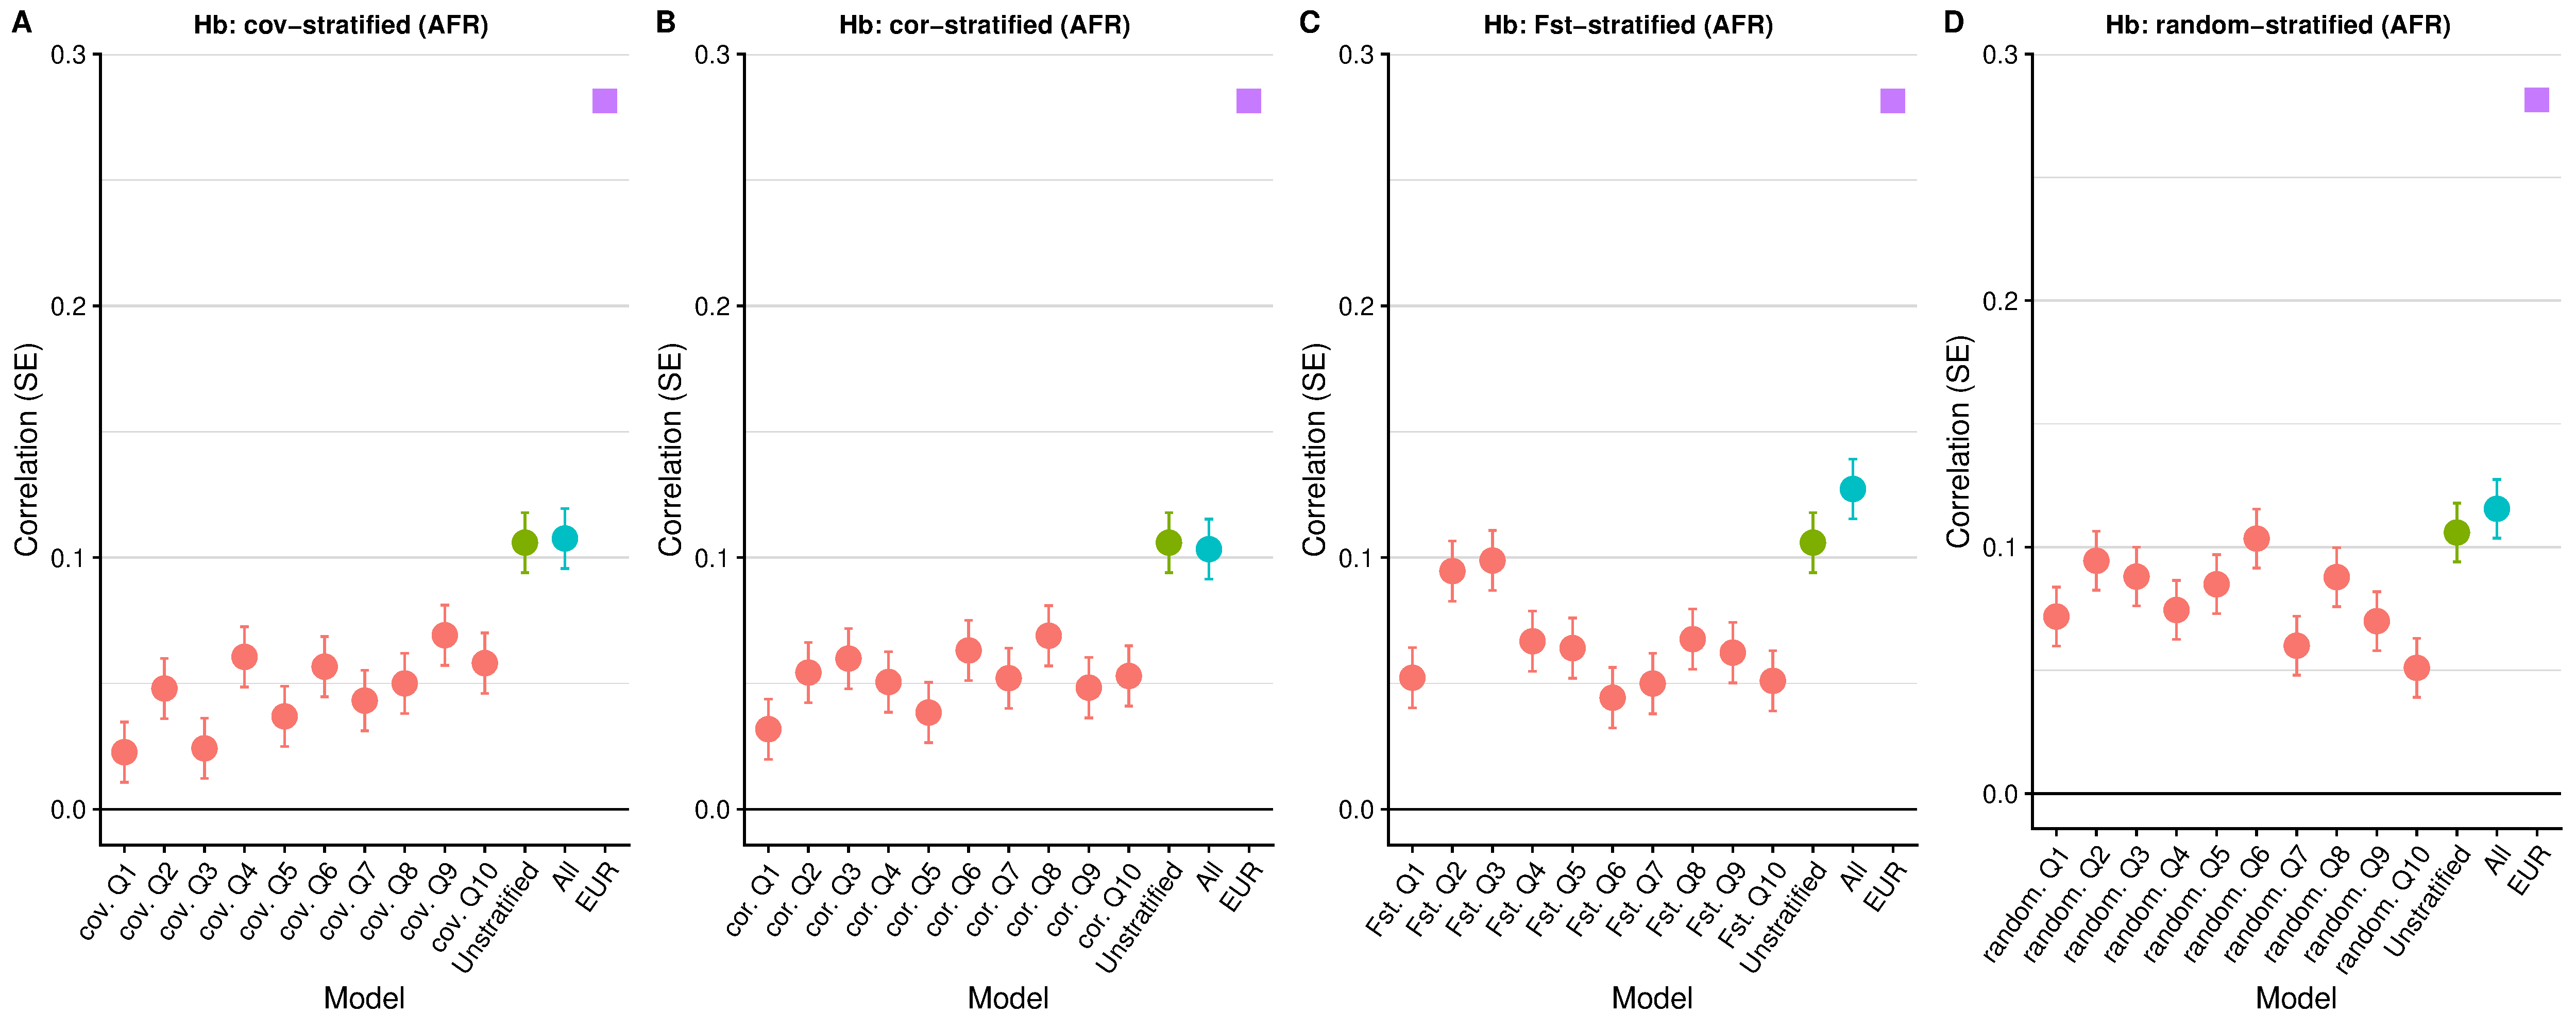 A
Hb: cov−stratified (AFR)
0.3
0.2
0.1
0.0
Correlation (SE)
cov. Q1
cov. Q2
cov. Q3
cov. Q4
cov. Q5
cov. Q6
cov. Q7
cov. Q8
cov. Q9
cov. Q10
Unstratified
All
EUR
Model
B
Hb: cor−stratified (AFR)
0.3
0.2
0.1
0.0
Correlation (SE)
cor. Q1
cor. Q2
cor. Q3
cor. Q4
cor. Q5
cor. Q6
cor. Q7
cor. Q8
cor. Q9
cor. Q10
Unstratified
All
EUR
Model
C
Hb: Fst−stratified (AFR)
0.3
0.2
0.1
0.0
Correlation (SE)
Fst. Q1
Fst. Q2
Fst. Q3
Fst. Q4
Fst. Q5
Fst. Q6
Fst. Q7
Fst. Q8
Fst. Q9
Fst. Q10
Unstratified
All
EUR
Model
D
Hb: random−stratified (AFR)
0.3
0.2
0.1
0.0
Correlation (SE)
random. Q1
random. Q2
random. Q3
random. Q4
random. Q5
random. Q6
random. Q7
random. Q8
random. Q9
random. Q10
Unstratified
All
EUR
Model